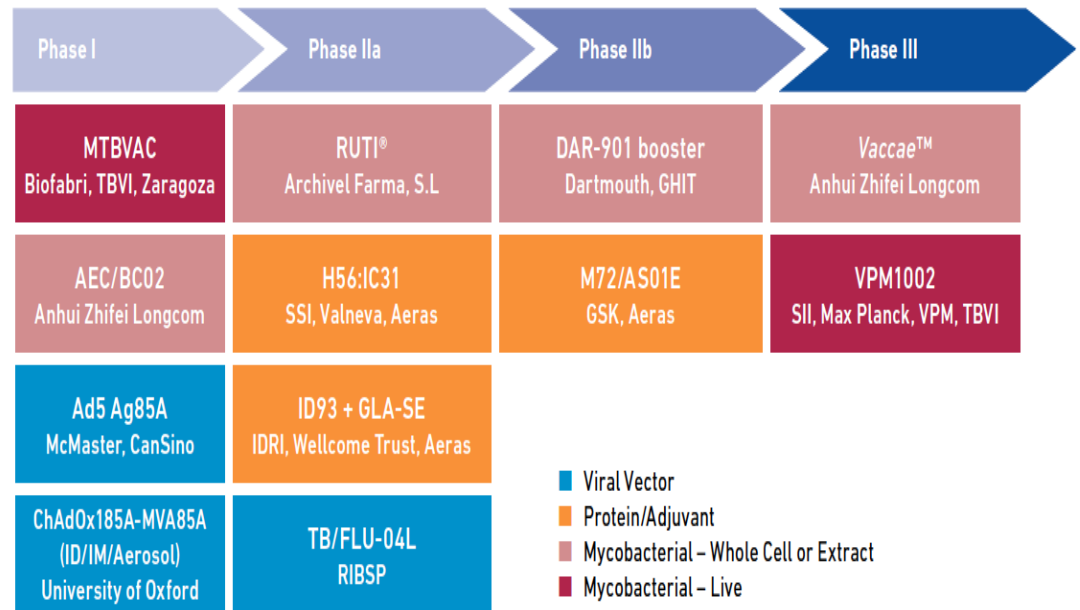 Phase I
Phase IIa
Phase IIb
Phase III
MTBVAC
Biofabri, TBVI, Zaragoza
RUTI®
Archivel Farma, S.L
DAR-901 booster
Dartmouth, GHIT
Vaccae™
Anhui Zhifei Longcom
AEC/BC02
Anhui Zhifei Longcom
H56:IC31
SSI, Valneva, Aeras
M72/AS01E
GSK, Aeras
VPM1002
SII, Max Planck, VPM, TBVI
Ad5 Ag85A
McMaster, CanSino
ID93 + GLA-SE
IDRI, Wellcome Trust, Aeras
ChAdOx185A-MVA85A
(ID/IM/Aerosol)
University of Oxford
TB/FLU-04L
RIBSP
Viral Vector
Protein/Adjuvant
Mycobacterial – Whole Cell or Extract
Mycobacterial – Live